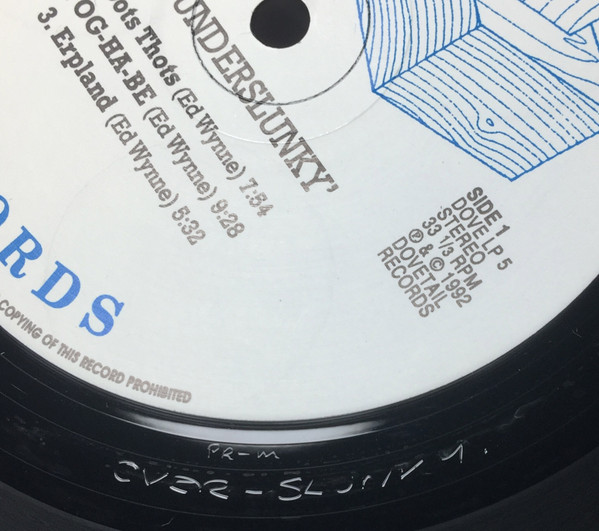 UNDERSLUNKY'
oots Thots (Ed Wynne) 7:54
OG-HA-BE (Ed Wynne) 9:28
3. Erpland (Ed Wynne) 5:32
SIDE 1
DOVE LP 5
STEREO
33 1/3 RPM
℗ & © 1992
DOVETAIL
RECORDS
ORDS
COPYING OF THIS RECORD PROHIBITED
PR-M